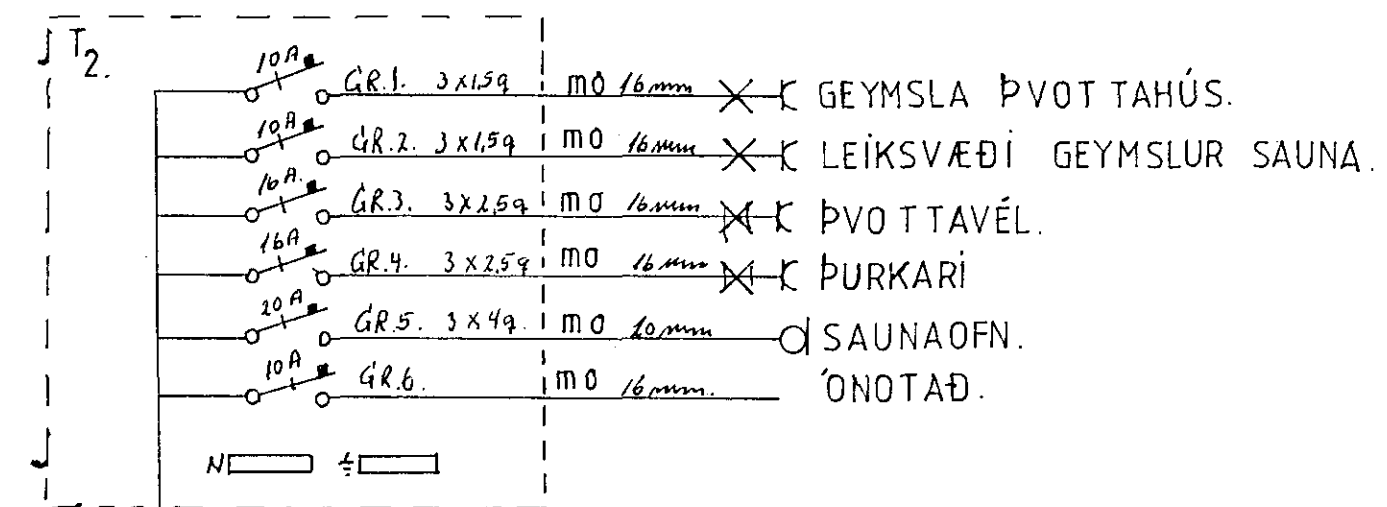 T2.
10A GR.1. 3x1,5q mO 16mm GEYMSLA ÞVOTTAHÚS.
10A GR.2. 3x1,5q mO 16mm LEIKSVÆÐI GEYMSLUR SAUNA.
16A. GR.3. 3x2,5q mO 16mm ÞVOTTAVÉL.
16A GR.4. 3x2,5q mO 16mm ÞURKARI
20A GR.5. 3x4q. mO 20mm SAUNAOFN.
10A GR.6. mO 16mm. ÓNOTAÐ.
N